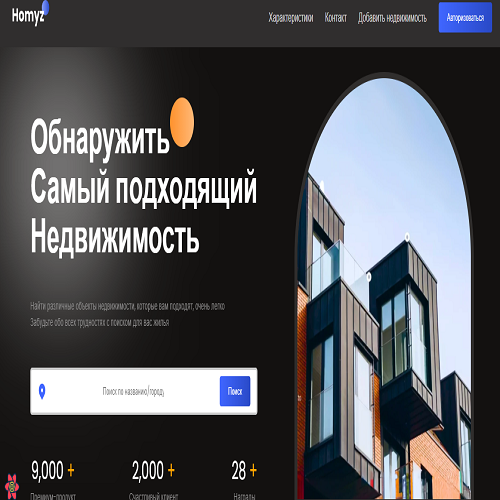 Homyz
Характеристики Контакт Добавить недвижимость Авторизоваться
Обнаружить
Самый подходящий
Недвижимость
Найти различные объекты недвижимости, которые вам подходят, очень легко
Забудьте обо всех трудностях с поиском для вас жилья
Поиск по названию/городу Поиск
9,000 + 2,000 + 28 +
Премиум-продукт Счастливый клиент Награды